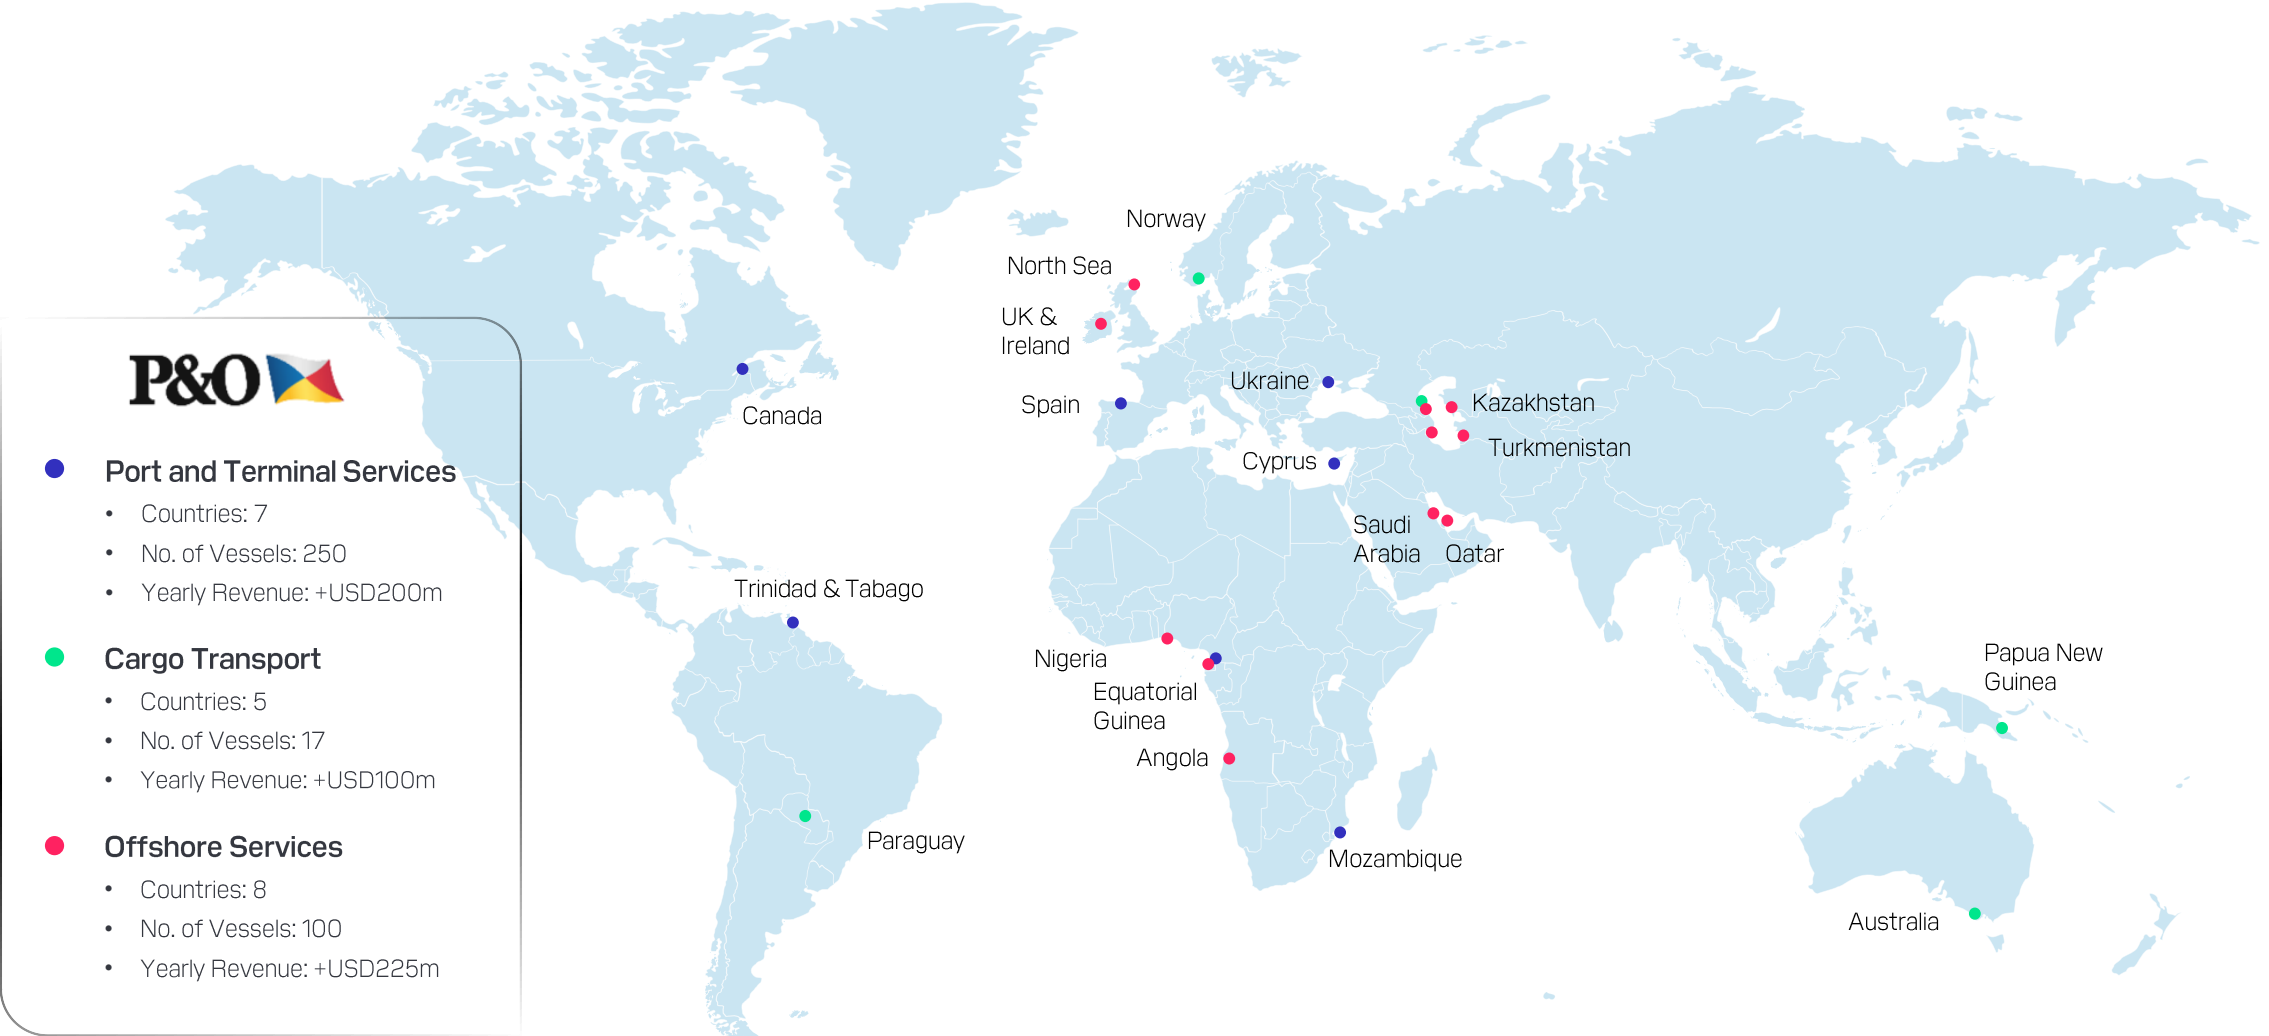 P&O
Port and Terminal Services
• Countries: 7
• No. of Vessels: 250
• Yearly Revenue: +USD200m
Cargo Transport
• Countries: 5
• No. of Vessels: 17
• Yearly Revenue: +USD100m
Offshore Services
• Countries: 8
• No. of Vessels: 100
• Yearly Revenue: +USD225m
Norway
North Sea
UK &
Ireland
Ukraine
Spain
Canada
Kazakhstan
Turkmenistan
Cyprus
Saudi
Arabia
Qatar
Trinidad & Tabago
Nigeria
Equatorial
Guinea
Angola
Papua New
Guinea
Paraguay
Mozambique
Australia